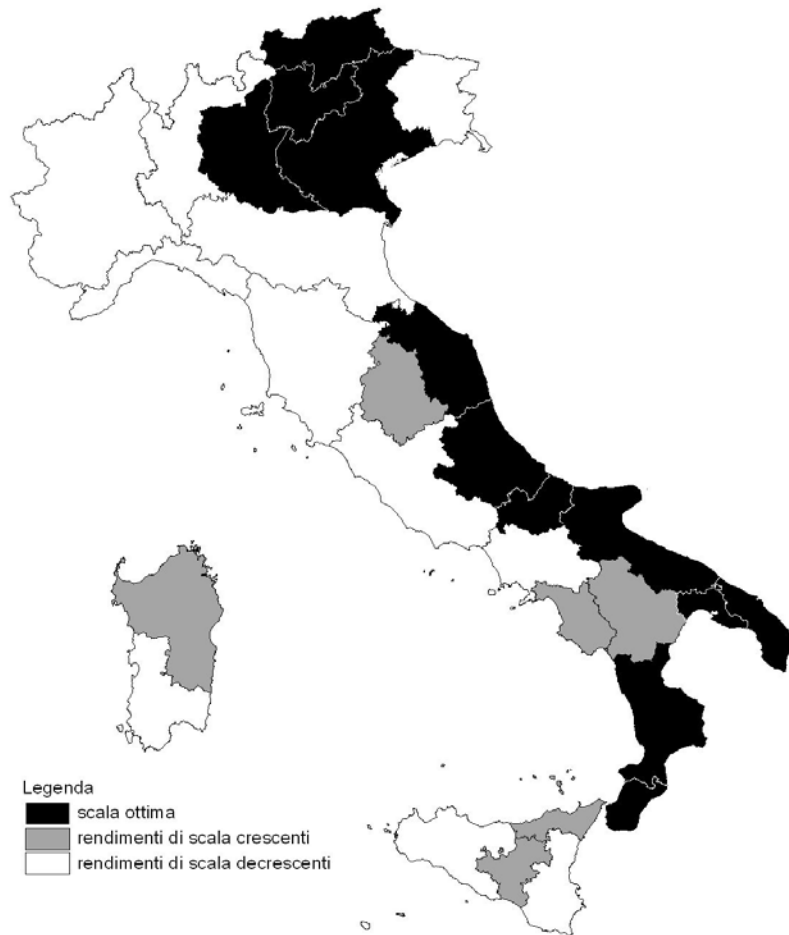 Legenda
scala ottima
rendimenti di scala crescenti
rendimenti di scala decrescenti